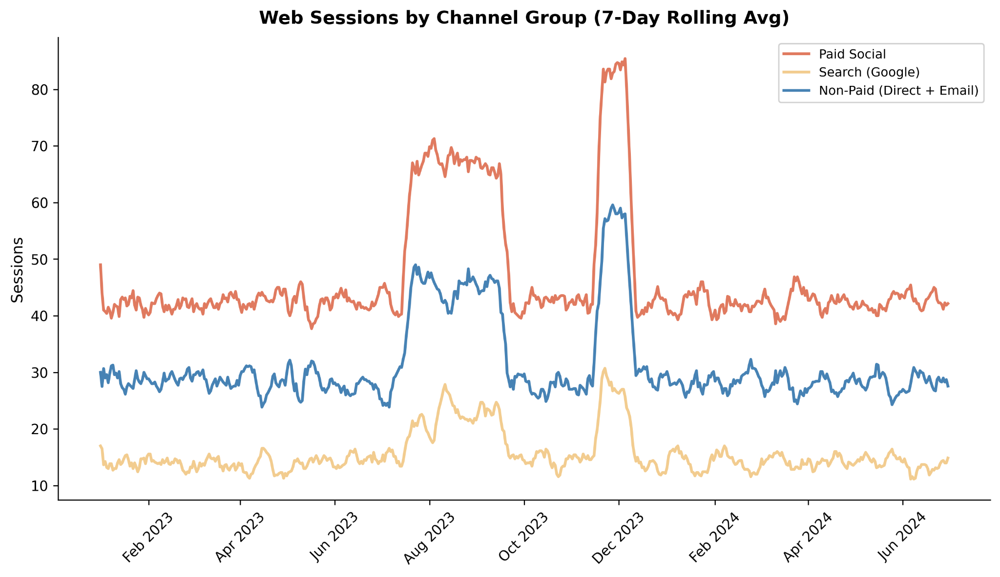 Web Sessions by Channel Group (7-Day Rolling Avg)
Paid Social
Search (Google)
Non-Paid (Direct + Email)
Sessions
80
70
60
50
40
30
20
10
Feb 2023
Apr 2023
Jun 2023
Aug 2023
Oct 2023
Dec 2023
Feb 2024
Apr 2024
Jun 2024